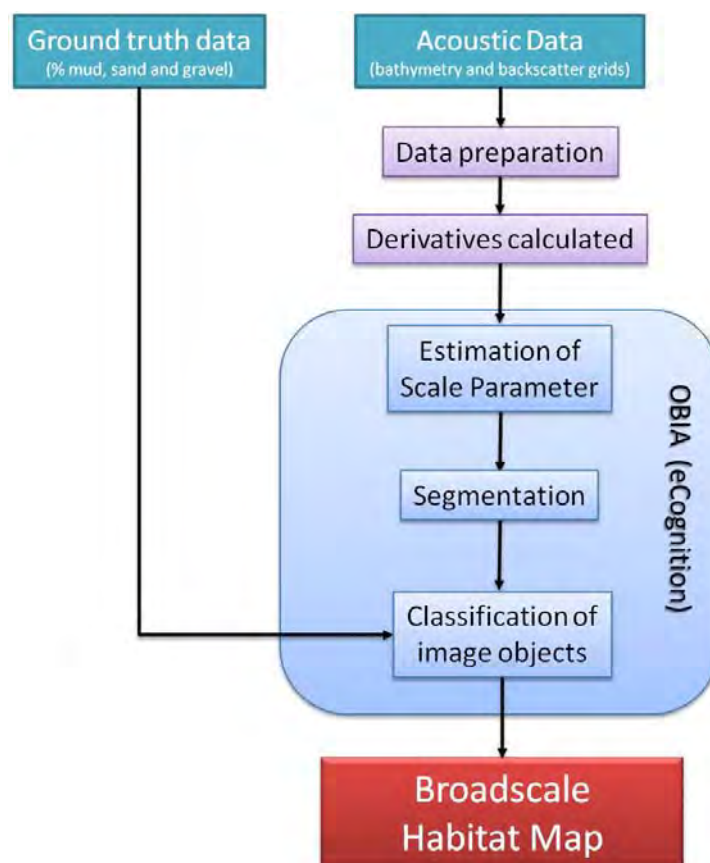 Ground truth data
(% mud, sand and gravel)
Acoustic Data
(bathymetry and backscatter grids)
Data preparation
Derivatives calculated
Estimation of
Scale Parameter
Segmentation
Classification of
image objects
OBIA (eCognition)
Broadscale
Habitat Map